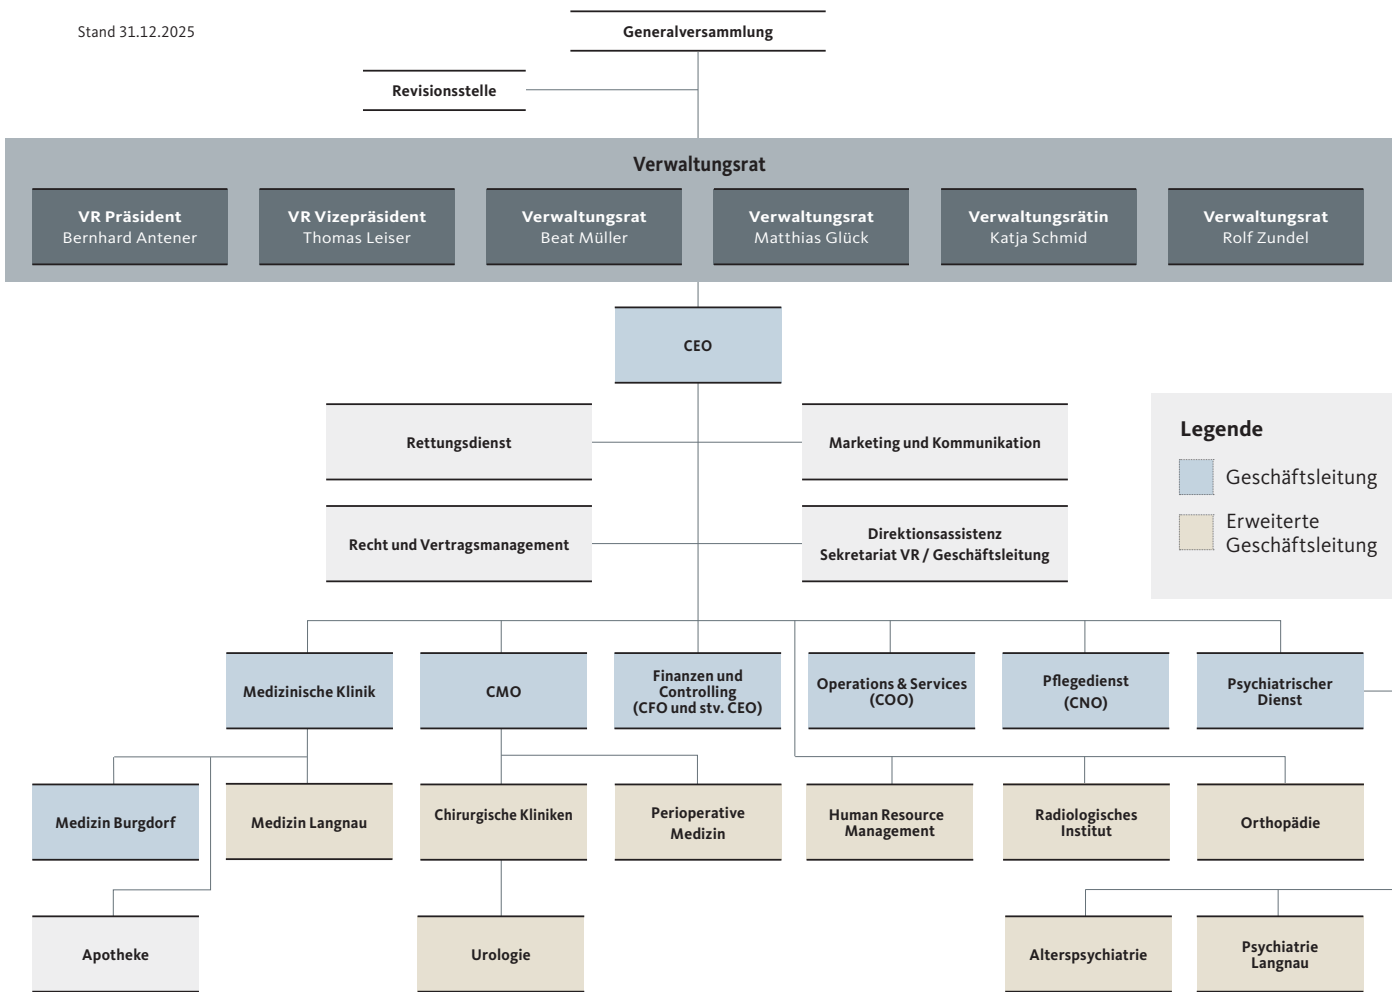 Stand 31.12.2025
Generalversammlung
Revisionsstelle
Verwaltungsrat
VR Präsident
Bernhard Antener
VR Vizepräsident
Thomas Leiser
Verwaltungsrat
Beat Müller
Verwaltungsrat
Matthias Glück
Verwaltungsrätin
Katja Schmid
Verwaltungsrat
Rolf Zundel
CEO
Rettungsdienst
Marketing und Kommunikation
Recht und Vertragsmanagement
Direktionsassistenz
Sekretariat VR / Geschäftsleitung
Legende
Geschäftsleitung
Erweiterte
Geschäftsleitung
Medizinische Klinik
CMO
Finanzen und
Controlling
(CFO und stv. CEO)
Operations & Services
(COO)
Pflegedienst
(CNO)
Psychiatrischer
Dienst
Medizin Burgdorf
Medizin Langnau
Chirurgische Kliniken
Perioperative
Medizin
Human Resource
Management
Radiologisches
Institut
Orthopädie
Apotheke
Urologie
Alterspsychiatrie
Psychiatrie
Langnau